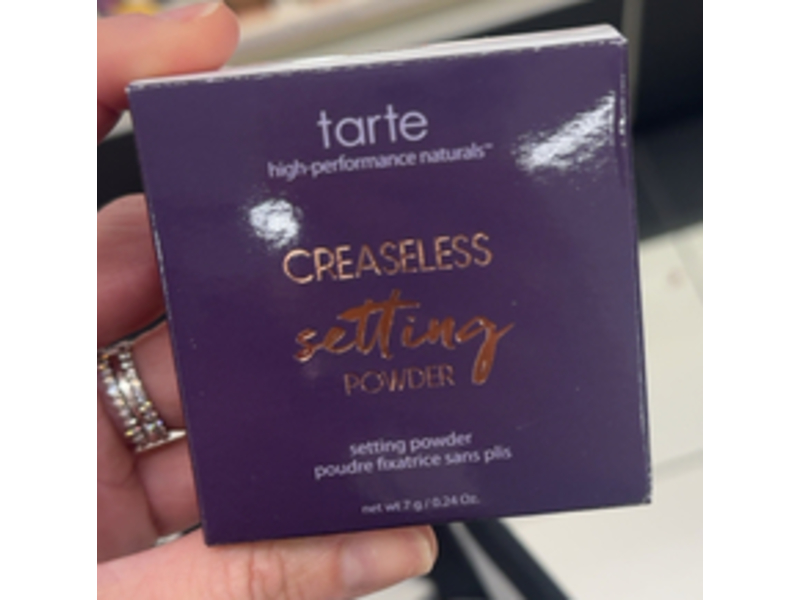 tarte
high-performance naturals™
CREASELESS
setting
POWDER
setting powder
poudre fixatrice sans plis
net wt 7 g / 0.24 Oz.